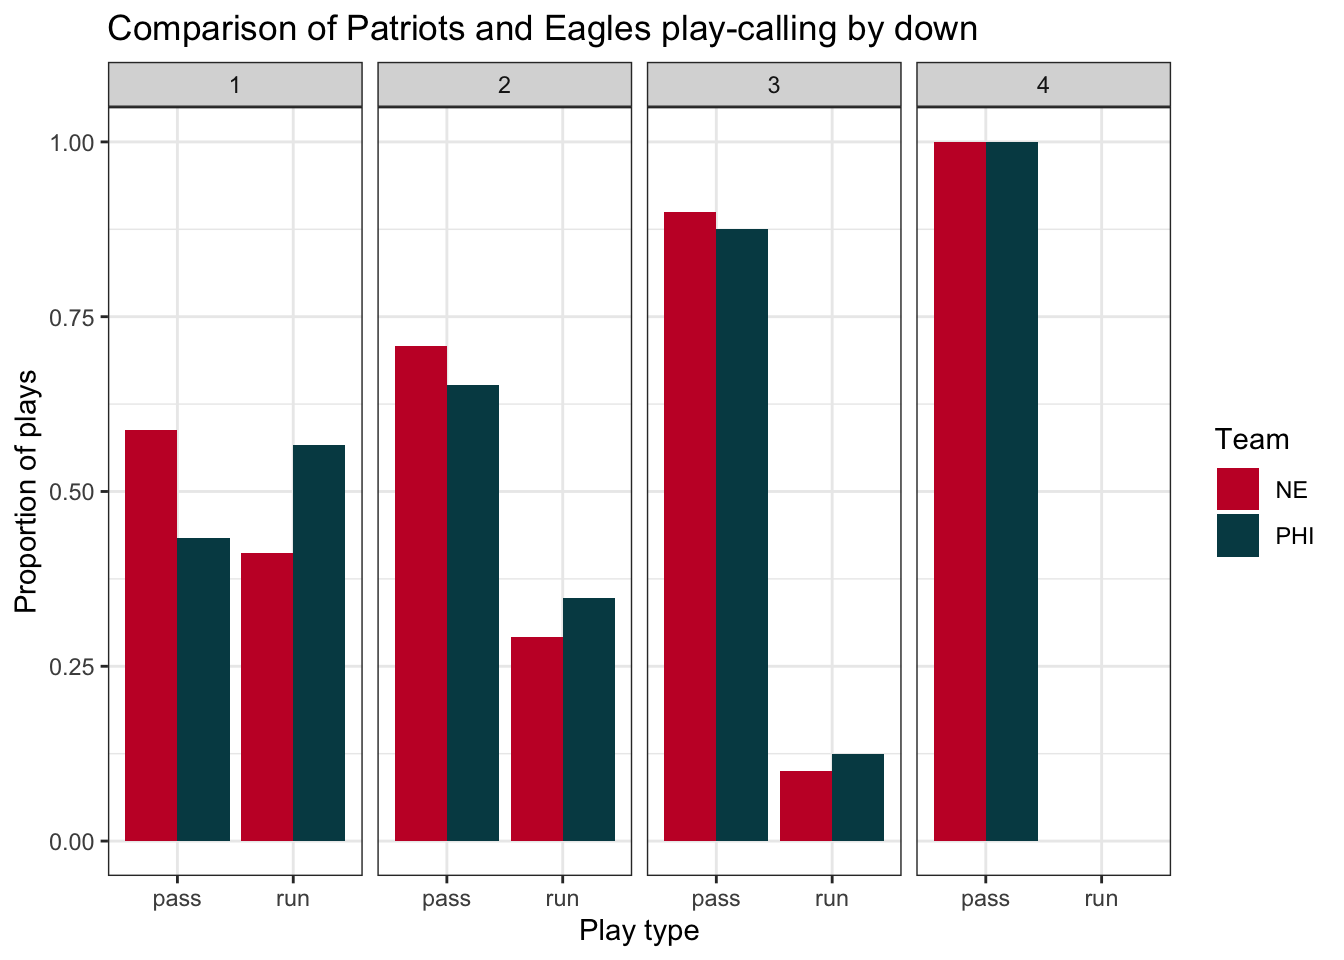 Comparison of Patriots and Eagles play-calling by down
1 2 3 4
1.00
0.75
0.50
0.25
0.00
Proportion of plays
pass run pass run pass run pass run
Play type
Team
NE
PHI